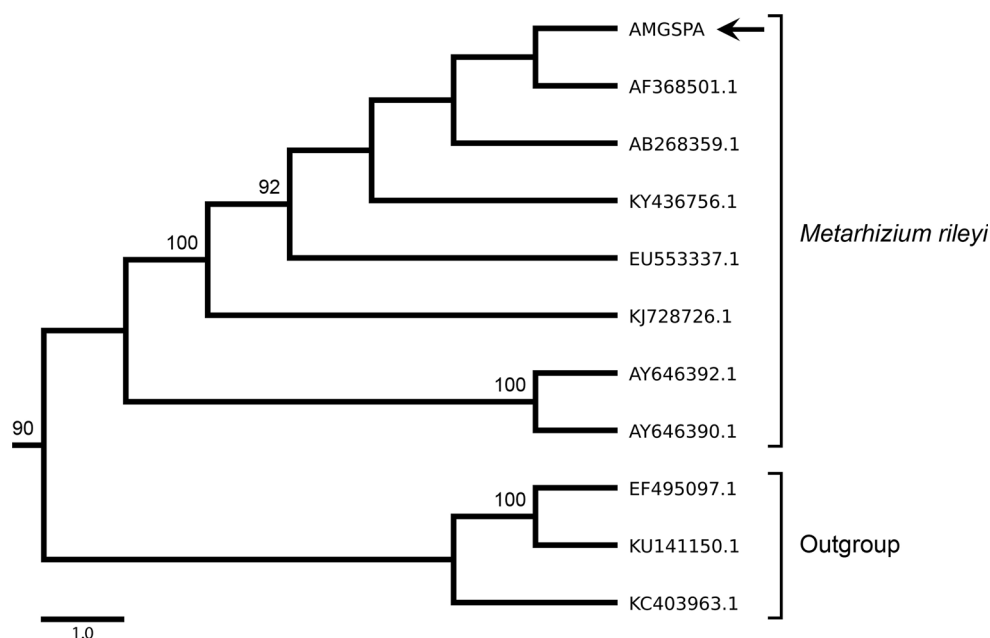 AMGSPA
AF368501.1
AB268359.1
KY436756.1
92
Metarhizium rileyi
100
EU553337.1
KJ728726.1
100
AY646392.1
90
AY646390.1
100
EF495097.1
KU141150.1
Outgroup
KC403963.1
1.0